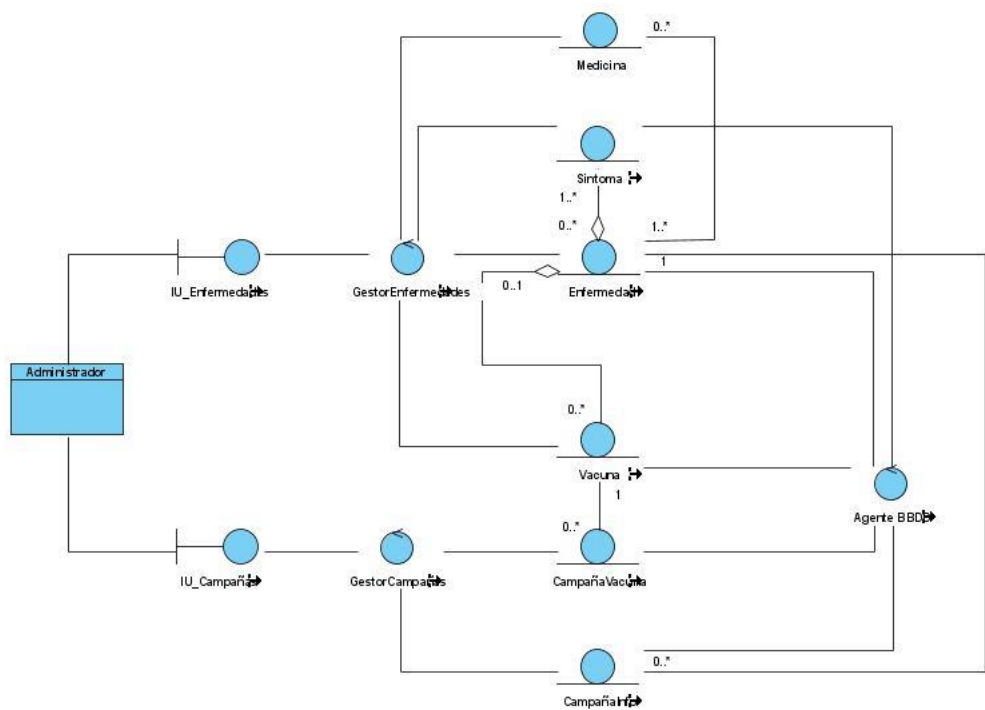 0..*
Medicina
Sintoma
1..*
0..*
1..*
IU_Enfermedades
GestorEnfermedades
0..1
Enfermedad
1
Administrador
0..*
Vacuna
1
Agente BBDD
0..*
IU_Campañas
GestorCampañas
CampañaVacuna
0..*